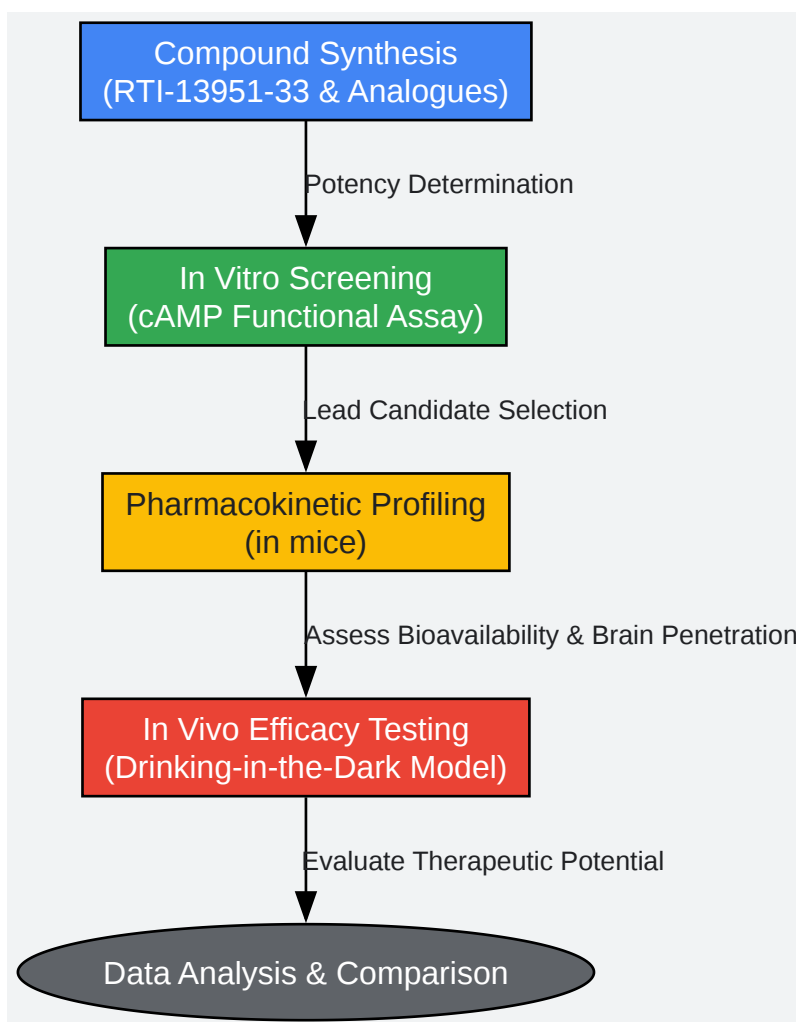 Compound Synthesis
(RTI-13951-33 & Analogues)
Potency Determination
In Vitro Screening
(cAMP Functional Assay)
Lead Candidate Selection
Pharmacokinetic Profiling
(in mice)
Assess Bioavailability & Brain Penetration
In Vivo Efficacy Testing
(Drinking-in-the-Dark Model)
Evaluate Therapeutic Potential
Data Analysis & Comparison